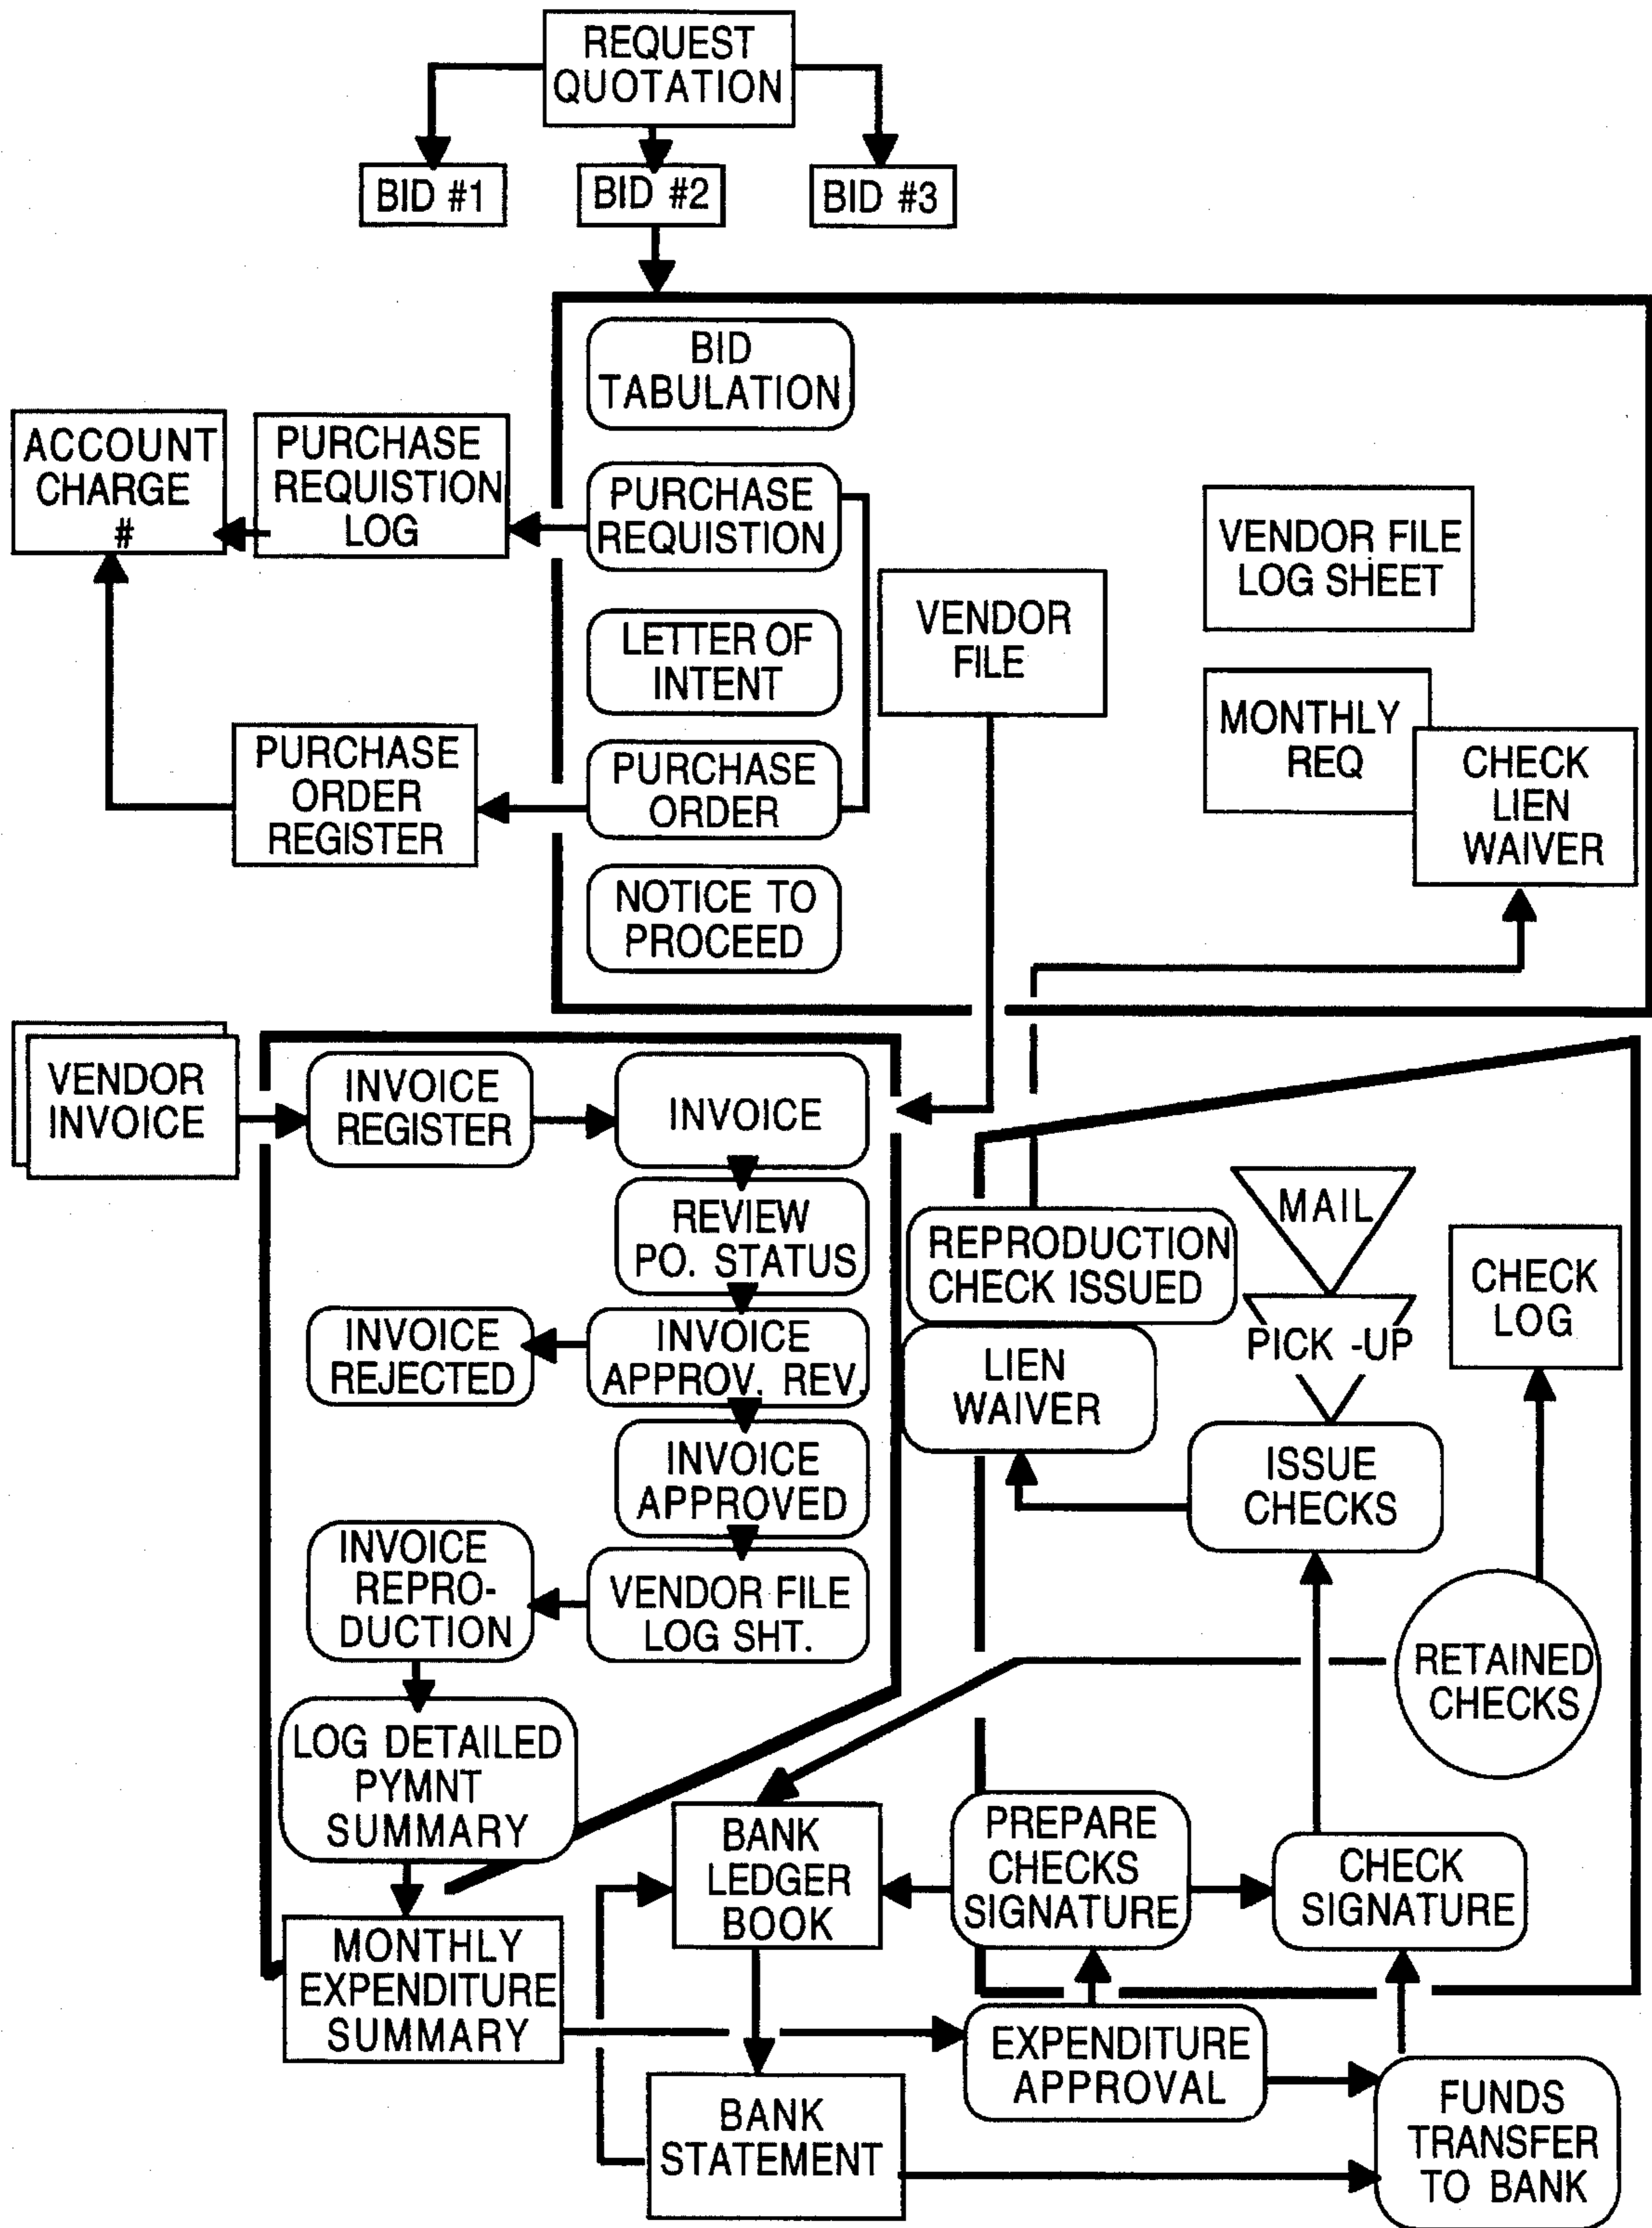 REQUEST
QUOTATION
BID #1
BID #2
BID #3
BID
TABULATION
ACCOUNT
CHARGE
#
PURCHASE
REQUISTION
LOG
PURCHASE
REQUISTION
VENDOR FILE
LOG SHEET
VENDOR
FILE
LETTER OF
INTENT
MONTHLY
REQ
CHECK
LIEN
WAIVER
PURCHASE
ORDER
REGISTER
PURCHASE
ORDER
NOTICE TO
PROCEED
VENDOR
INVOICE
INVOICE
REGISTER
INVOICE
REVIEW
PO. STATUS
REPRODUCTION
CHECK ISSUED
MAIL
PICK -UP
CHECK
LOG
INVOICE
REJECTED
INVOICE
APPROV. REV.
LIEN
WAIVER
INVOICE
APPROVED
ISSUE
CHECKS
INVOICE
REPRO-
DUCTION
VENDOR FILE
LOG SHT.
RETAINED
CHECKS
LOG DETAILED
PYMNT
SUMMARY
BANK
LEDGER
BOOK
PREPARE
CHECKS
SIGNATURE
CHECK
SIGNATURE
MONTHLY
EXPENDITURE
SUMMARY
EXPENDITURE
APPROVAL
BANK
STATEMENT
FUNDS
TRANSFER
TO BANK